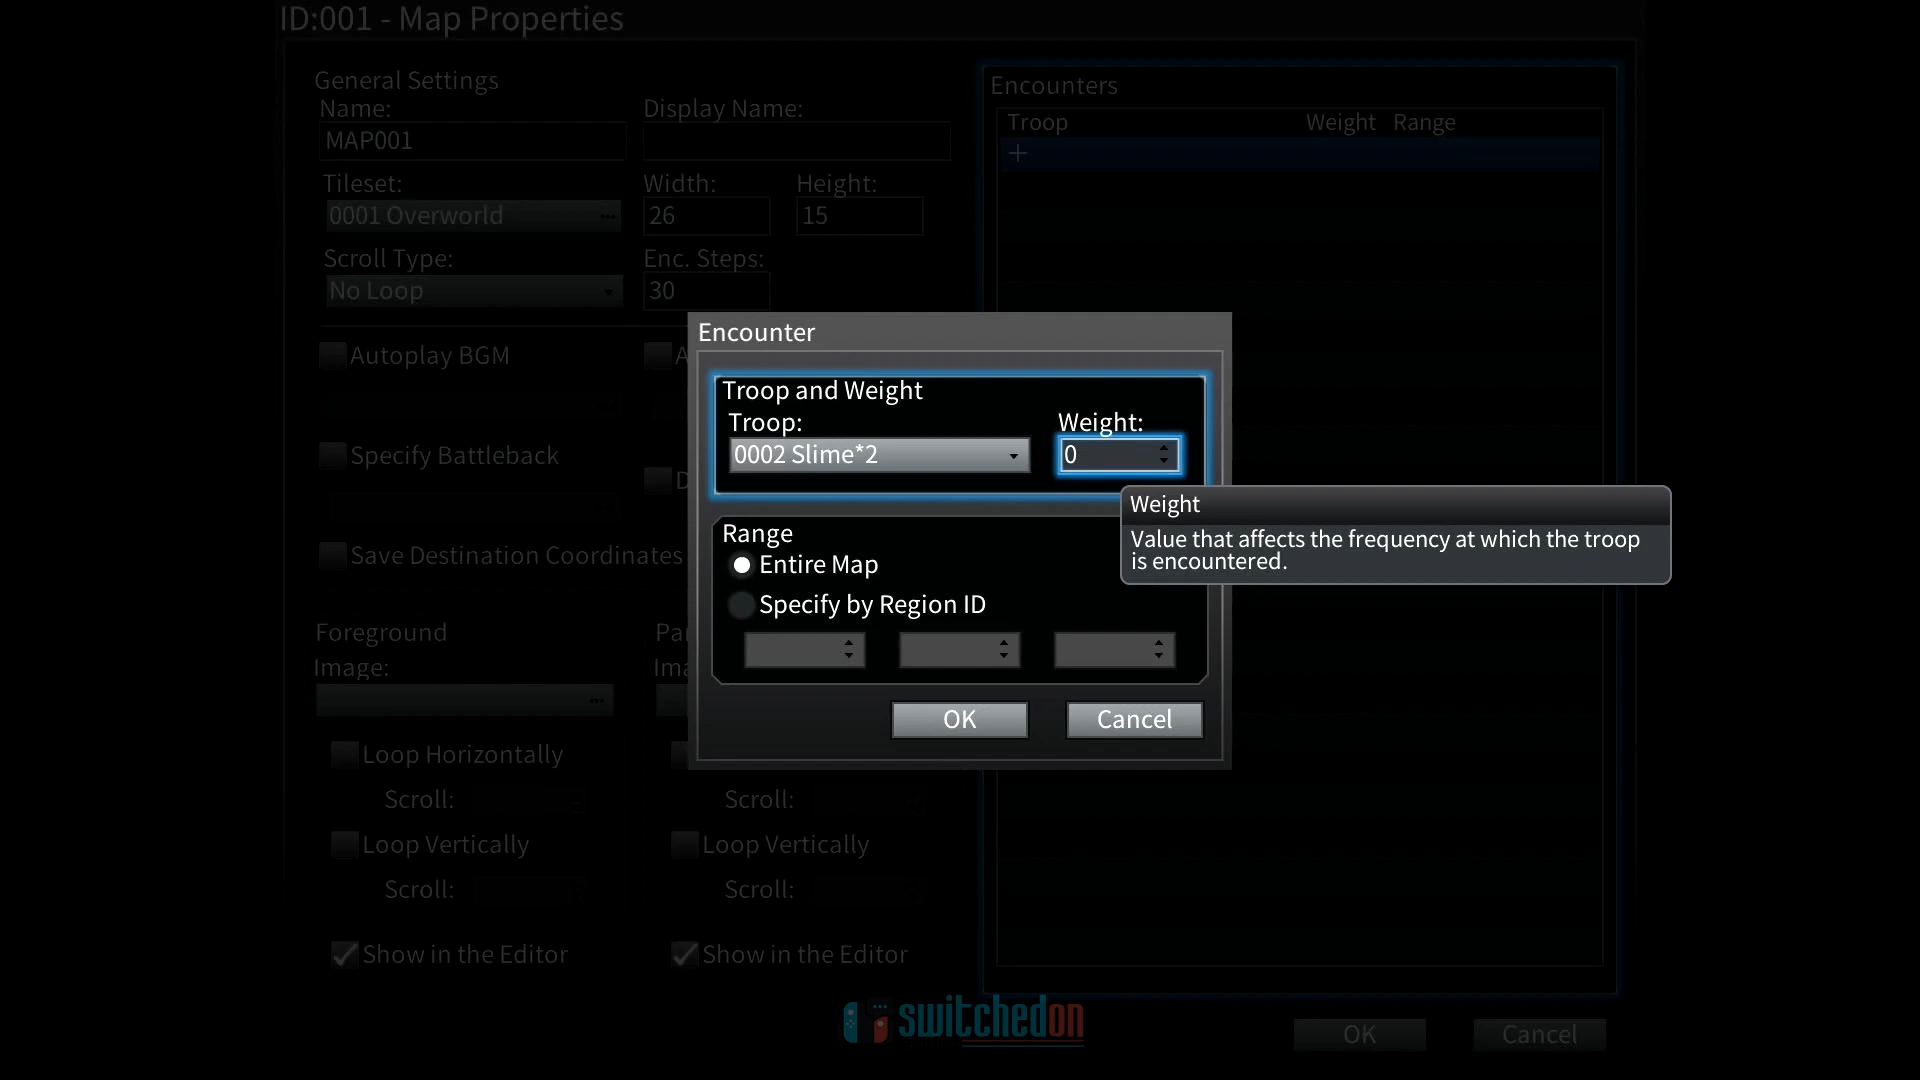 ID:001 - Map Properties
General Settings
Name:
Display Name:
MAP001
Tileset:
Width:
Height:
0001 Overworld
...
26
15
Scroll Type:
Enc. Steps:
No Loop
30
Autoplay BGM
A
Specify Battleback
D
Save Destination Coordinates
Foreground
Image:
...
Loop Horizontally
Scroll:
Loop Vertically
Scroll:
Show in the Editor
Par
Ima
Scroll:
Loop Vertically
Scroll:
Show in the Editor
Encounters
Troop Weight Range
+
Encounter
Troop and Weight
Troop:
Weight:
0002 Slime*2
0
Weight
Value that affects the frequency at which the troop
is encountered.
Range
Entire Map
Specify by Region ID
OK
Cancel
switchedon
OK
Cancel